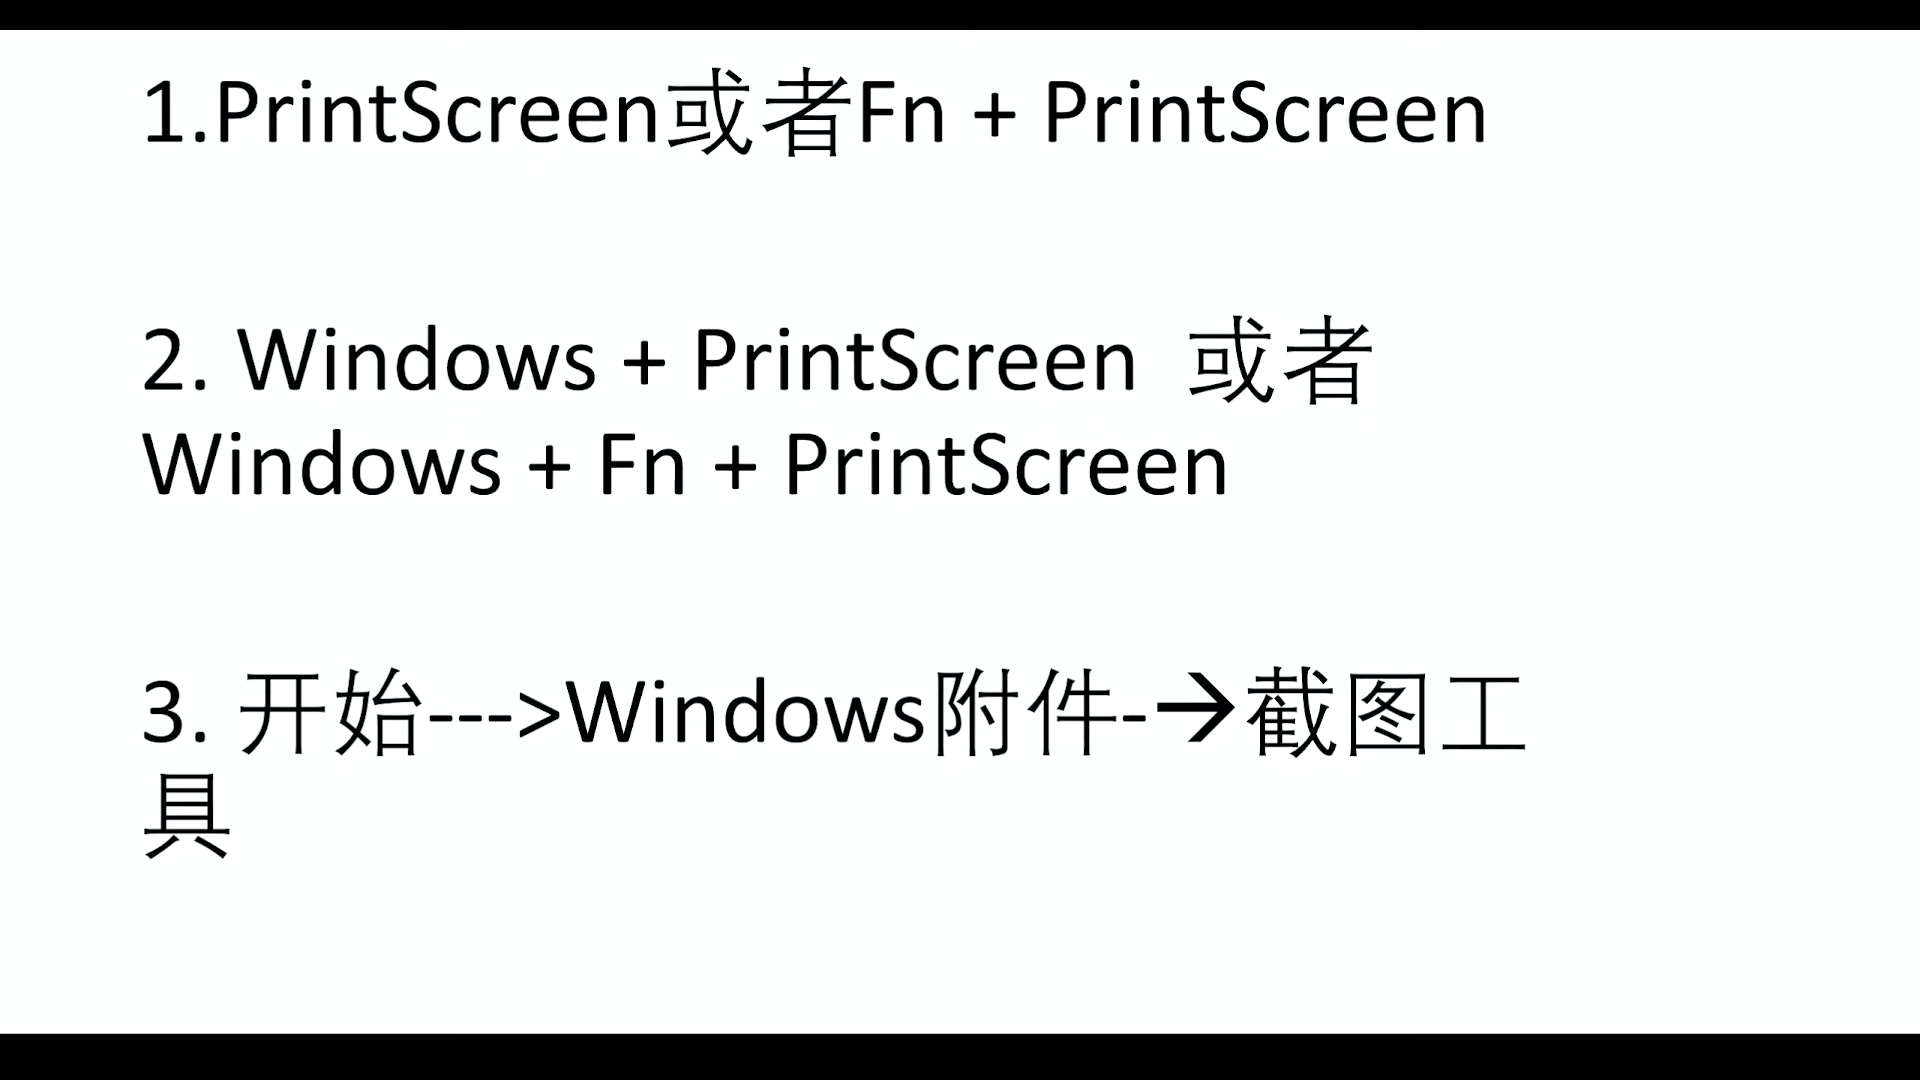 1.PrintScreen或者Fn + PrintScreen
2. Windows + PrintScreen  或者
Windows + Fn + PrintScreen
3. 开始--->Windows附件-→截图工
具